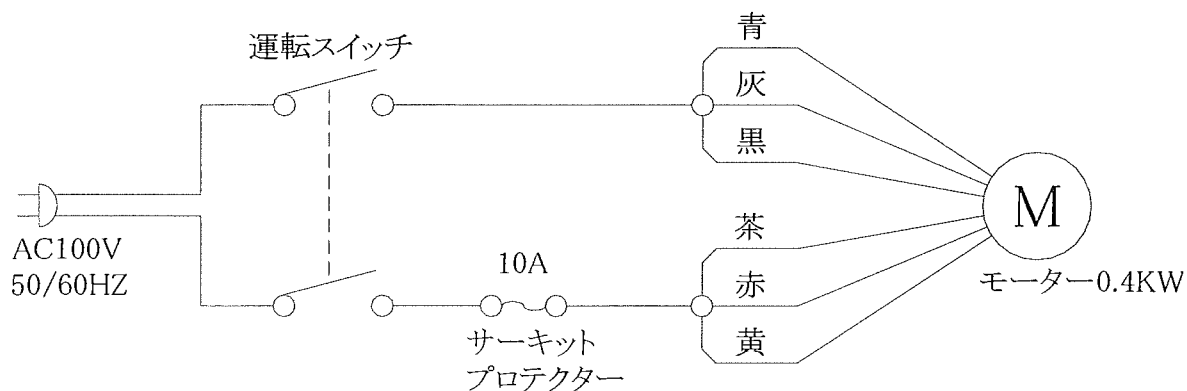 運転スイッチ
青
灰
黒
AC100V
50/60HZ
10A
サーキット
プロテクター
茶
赤
黄
M
モーター0.4KW